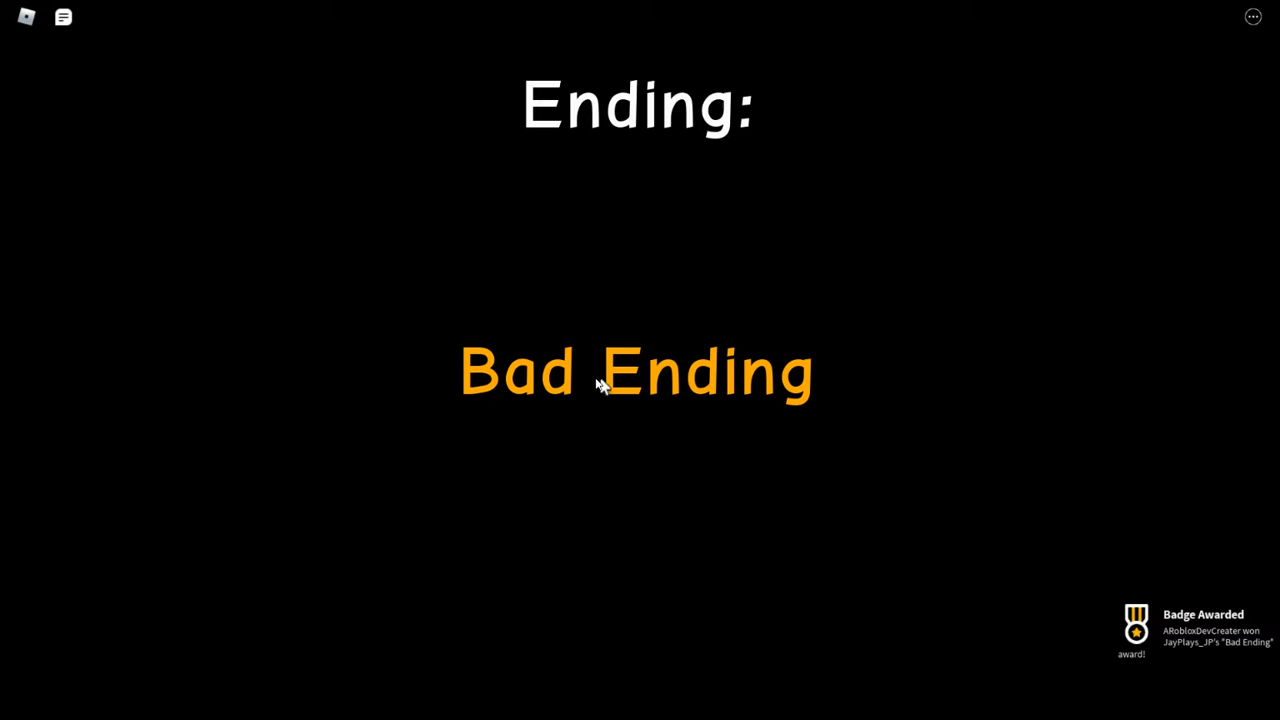 Ending:
Bad Ending
Badge Awarded
ARobloxDevCreater won
JayPlays_JP's "Bad Ending"
award!